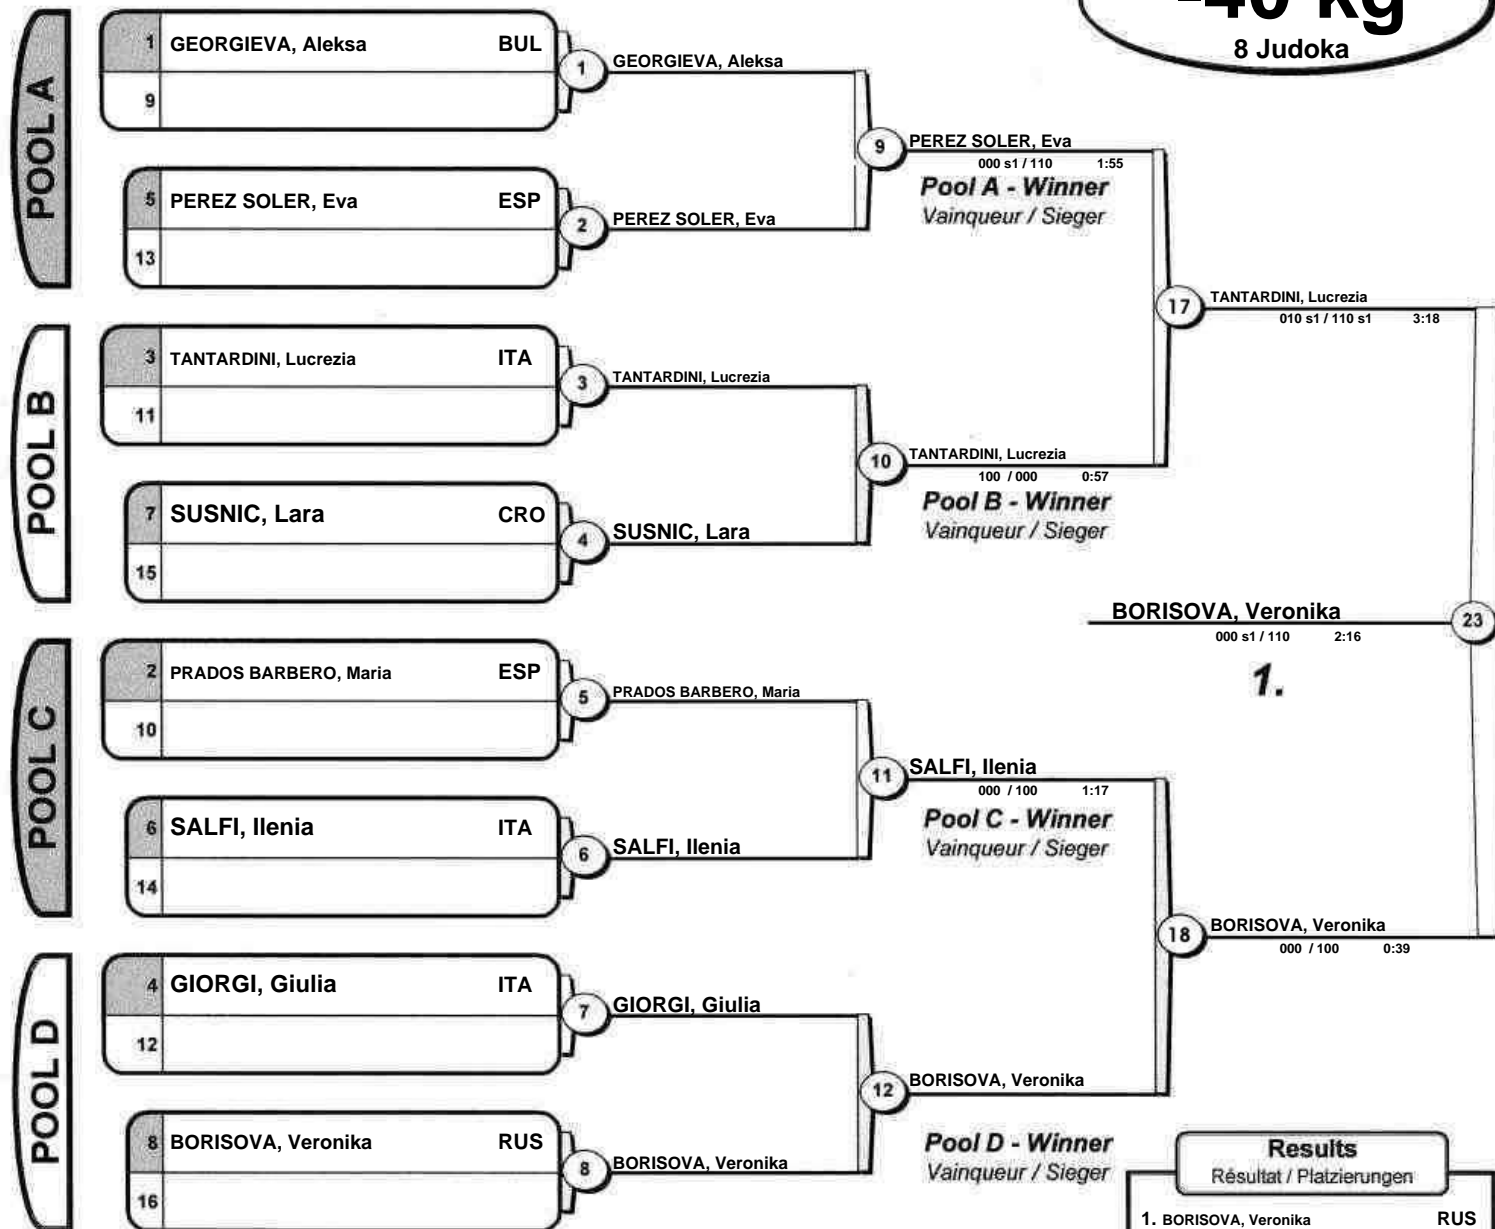 -40 kg
8 Judoka
POOL A
1 GEORGIEVA, Aleksa BUL
9
1 GEORGIEVA, Aleksa
5 PEREZ SOLER, Eva ESP
13
2 PEREZ SOLER, Eva
9 PEREZ SOLER, Eva
000 s1 / 110 1:55
Pool A - Winner
Vainqueur / Sieger
POOL B
3 TANTARDINI, Lucrezia ITA
11
3 TANTARDINI, Lucrezia
7 SUSNIC, Lara CRO
15
4 SUSNIC, Lara
10 TANTARDINI, Lucrezia
100 / 000 0:57
Pool B - Winner
Vainqueur / Sieger
17 TANTARDINI, Lucrezia
010 s1 / 110 s1 3:18
BORISOVA, Veronika 23
000 s1 / 110 2:16
1.
POOL C
2 PRADOS BARBERO, Maria ESP
10
5 PRADOS BARBERO, Maria
6 SALFI, Ilenia ITA
14
6 SALFI, Ilenia
11 SALFI, Ilenia
000 / 100 1:17
Pool C - Winner
Vainqueur / Sieger
18 BORISOVA, Veronika
000 / 100 0:39
POOL D
4 GIORGI, Giulia ITA
12
7 GIORGI, Giulia
8 BORISOVA, Veronika RUS
16
8 BORISOVA, Veronika
12 BORISOVA, Veronika
Pool D - Winner
Vainqueur / Sieger
Results
Résultat / Platzierungen
1. BORISOVA, Veronika RUS